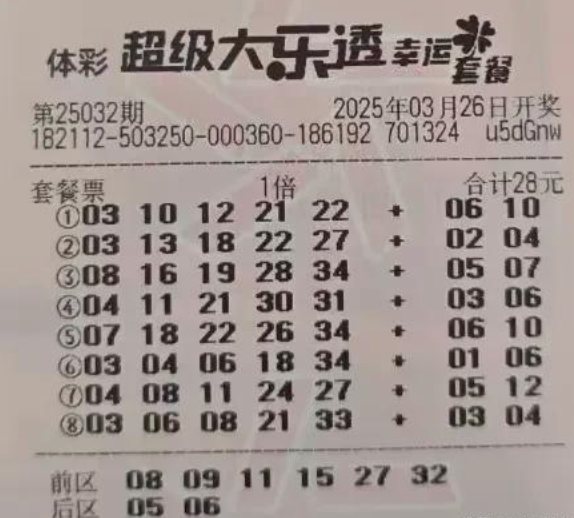 体彩 超级大乐透 幸运套餐
第25032期 2025年03月26日开奖
182112-503250-000360-186192 701324 u5dGnw
套餐票 1倍 合计28元
①03 10 12 21 22 + 06 10
②03 13 18 22 27 + 02 04
③08 16 19 28 34 + 05 07
④04 11 21 30 31 + 03 06
⑤07 18 22 26 34 + 06 10
⑥03 04 06 18 34 + 01 06
⑦04 08 11 24 27 + 05 12
⑧03 06 08 21 33 + 03 04
前区 08 09 11 15 27 32
后区 05 06